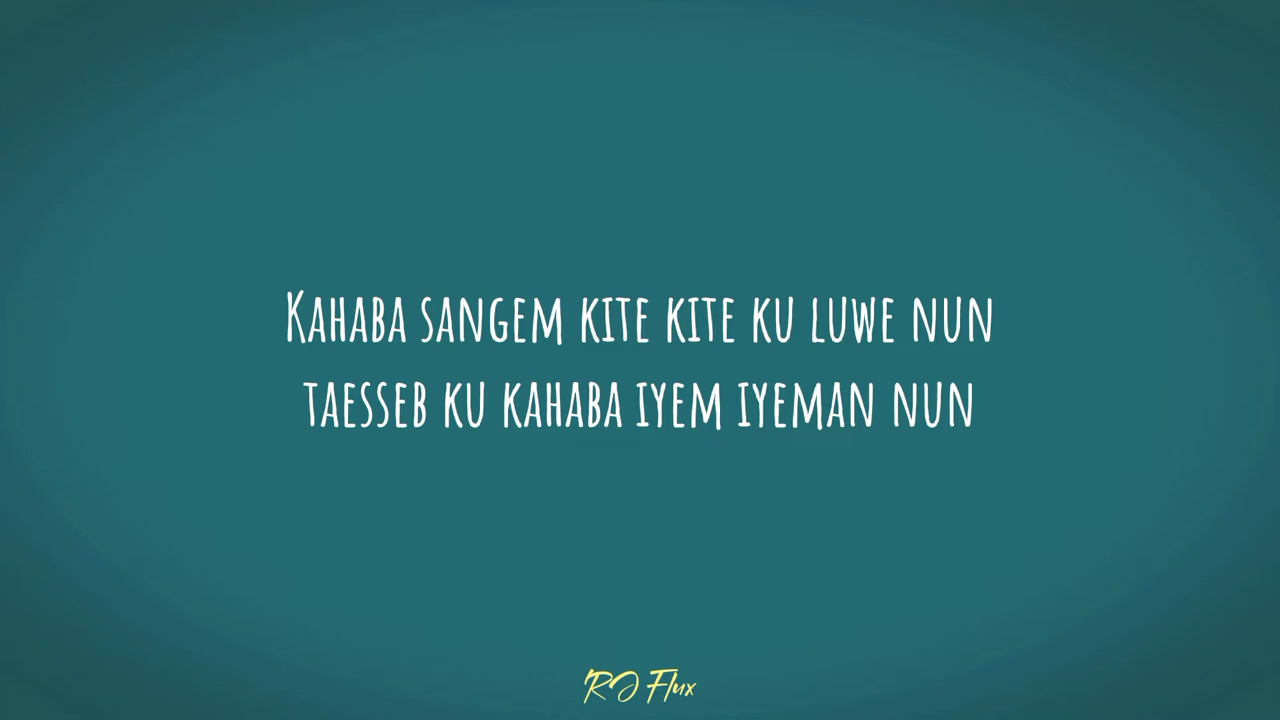 Kahaba sangem kite kite ku luwe nun
taesseb ku kahaba iyem iyeman nun
RJ Flux